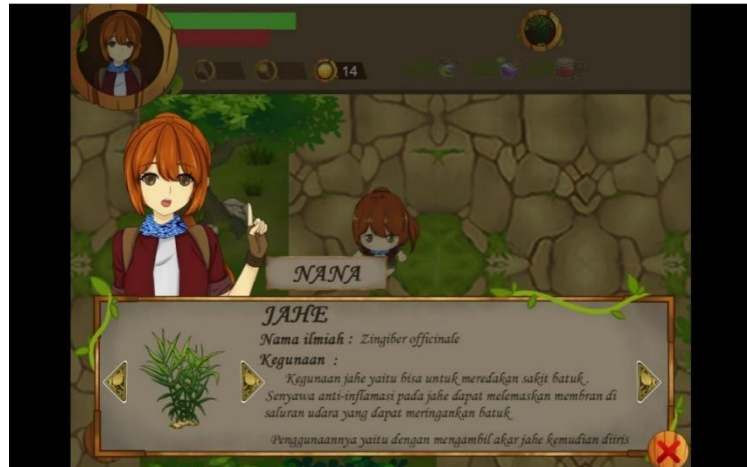 14
NANA
JAHE
Nama ilmiah : Zingiber officinale
Kegunaan :
Kegunaan jahe yaitu bisa untuk meredakan sakit batuk .
Senyawa anti-inflamasi pada jahe dapat melemaskan membran di
saluran udara yang dapat meringankan batuk
Penggunaannya yaitu dengan mengambil akar jahe kemudian diiris